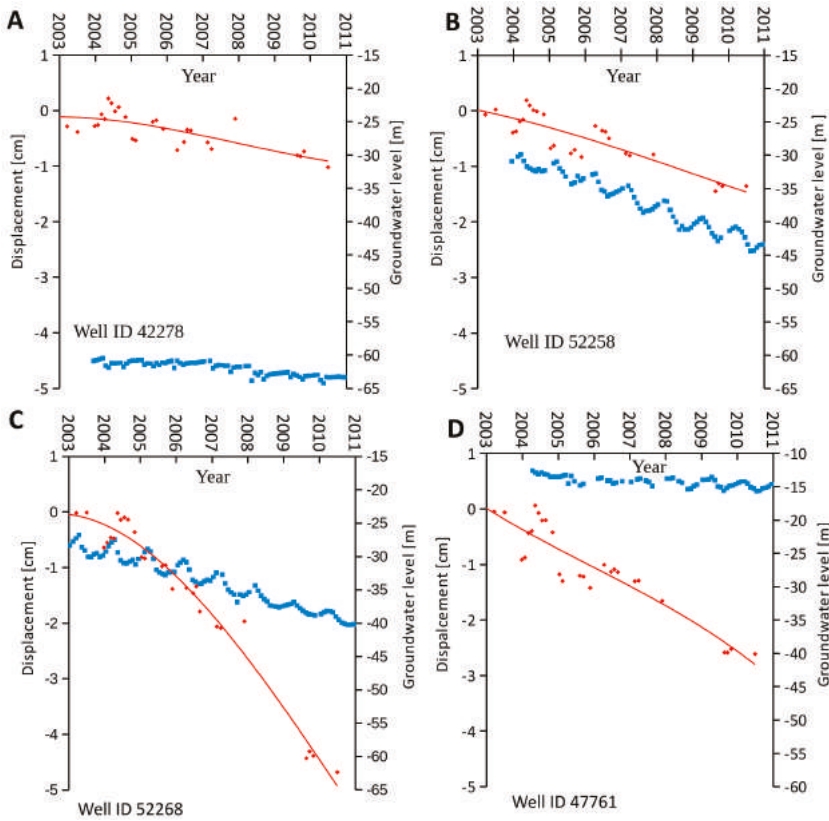 A
2003 2004 2005 2006 2007 2008 2009 2010 2011
Year
1 0 -1 -2 -3 -4 -5
Displacement [cm]
-15 -20 -25 -30 -35 -40 -45 -50 -55 -60 -65
Groundwater level [m]
Well ID 42278
B
2003 2004 2005 2006 2007 2008 2009 2010 2011
Year
1 0 -1 -2 -3 -4 -5
Displacement [cm]
-15 -20 -25 -30 -35 -40 -45 -50 -55 -60 -65
Groundwater level [m]
Well ID 52258
C
2003 2004 2005 2006 2007 2008 2009 2010 2011
Year
1 0 -1 -2 -3 -4 -5
Displacement [cm]
-15 -20 -25 -30 -35 -40 -45 -50 -55 -60 -65
Groundwater level [m]
Well ID 52268
D
2003 2004 2005 2006 2007 2008 2009 2010 2011
Year
1 0 -1 -2 -3 -4 -5
Dispalcement [cm]
-10 -15 -20 -25 -30 -35 -40 -45 -50 -55 -60
Groundwater level [m]
Well ID 47761